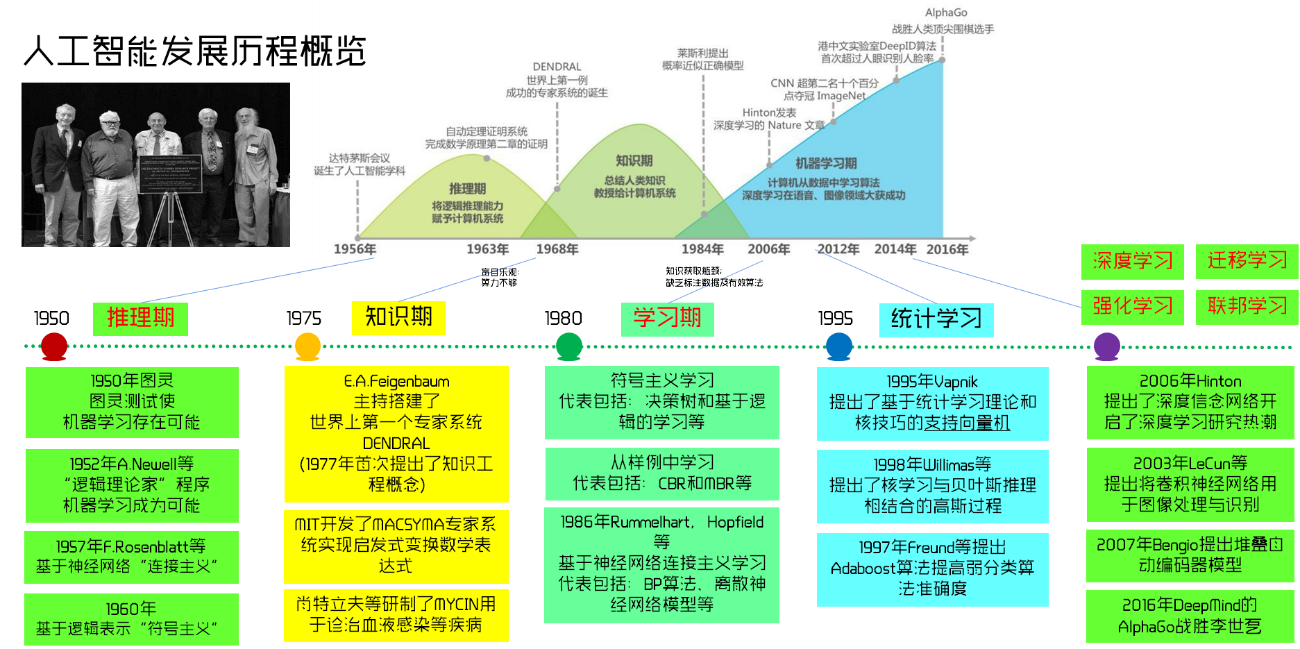 人工智能发展历程概览
AlphaGo
战胜人类顶尖围棋选手
港中文实验室DeepID算法
首次超过人眼识别人脸率
莱斯利提出
概率近似正确模型
DENDRAL
世界上第一例
成功的专家系统的诞生
CNN 超第二名十个百分
点夺冠 ImageNet
Hinton发表
深度学习的 Nature 文章
自动定理证明系统
完成数学原理第二章的证明
达特茅斯会议
诞生了人工智能学科
推理期
将逻辑推理能力
赋予计算机系统
知识期
总结人类知识
教授给计算机系统
机器学习期
计算机从数据中学习算法
深度学习在语音、图像领域大获成功
1956年
1963年
1968年
1984年
2006年
2012年
2014年
2016年
盲目乐观:
算力不够
知识获取瓶颈:
缺乏标注数据及有效算法
深度学习
迁移学习
强化学习
联邦学习
1950
推理期
1975
知识期
1980
学习期
1995
统计学习
1950年图灵
图灵测试使
机器学习存在可能
1952年A.Newell等
“逻辑理论家”程序
机器学习成为可能
1957年F.Rosenblatt等
基于神经网络“连接主义”
1960年
基于逻辑表示“符号主义”
E.A.Feigenbaum
主持搭建了
世界上第一个专家系统
DENDRAL
(1977年首次提出了知识工
程概念)
MIT开发了MACSYMA专家系
统实现启发式变换数学表
达式
肖特立夫等研制了MYCIN用
于诊治血液感染等疾病
符号主义学习
代表包括：决策树和基于逻
辑的学习等
从样例中学习
代表包括：CBR和MBR等
1986年Rummelhart，Hopfield
等
基于神经网络连接主义学习
代表包括：BP算法、离散神
经网络模型等
1995年Vapnik
提出了基于统计学习理论和
核技巧的支持向量机
1998年Willimas等
提出了核学习与贝叶斯推理
相结合的高斯过程
1997年Freund等提出
Adaboost算法提高弱分类算
法准确度
2006年Hinton
提出了深度信念网络开
启了深度学习研究热潮
2003年LeCun等
提出将卷积神经网络用
于图像处理与识别
2007年Bengio提出堆叠自
动编码器模型
2016年DeepMind的
AlphaGo战胜李世乭